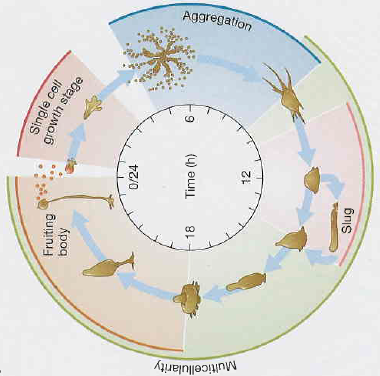 Aggregation
Single cell
growth stage
6
0/24
Time (h)
12
18
Slug
Fruiting
body
Multicellularity